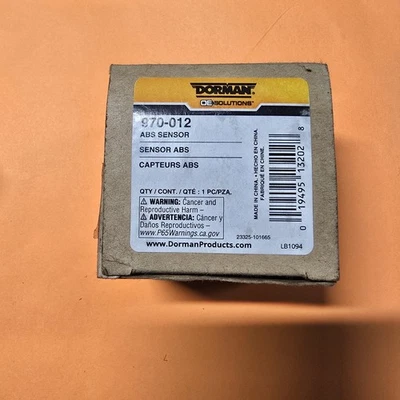 DORMAN®
OE SOLUTIONS™
970-012
ABS SENSOR
SENSOR ABS
CAPTEURS ABS
QTY / CONT. / QTÉ : 1 PC/PZA.
⚠ WARNING: Cancer and
Reproductive Harm –
⚠ ADVERTENCIA: Cáncer y
Daños Reproductivos –
www.P65Warnings.ca.gov
www.DormanProducts.com
23325-101665
LB1094
MADE IN CHINA. • HECHO EN CHINA.
FABRIQUÉ EN CHINE.
0 19495 13202 8